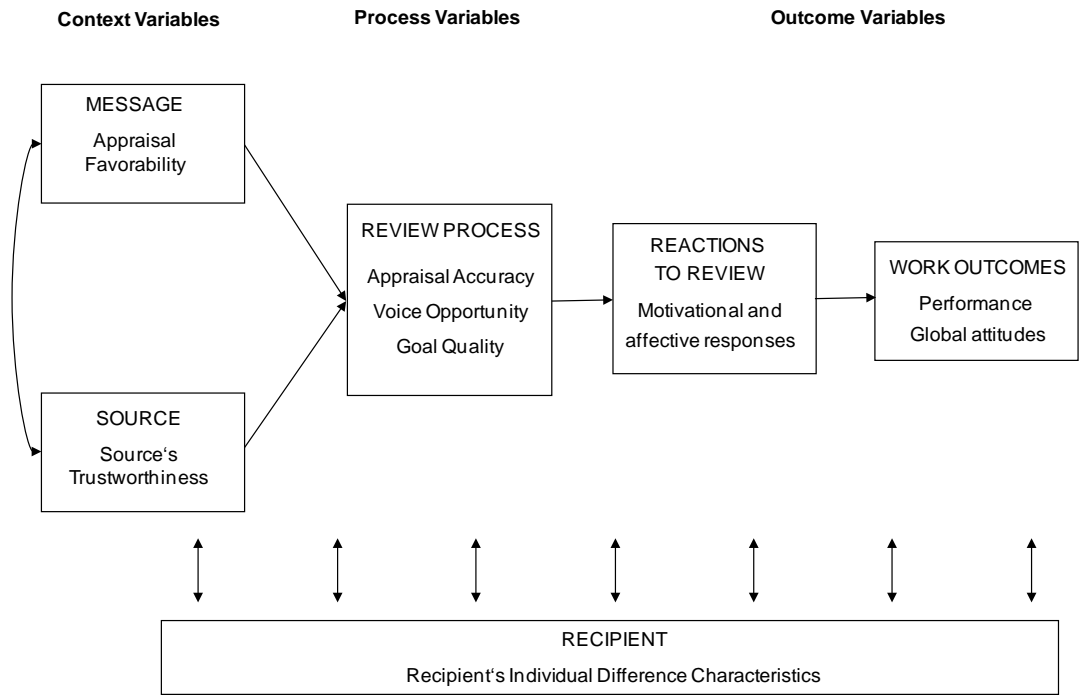 Context Variables
Process Variables
Outcome Variables
MESSAGE
Appraisal
Favorability
SOURCE
Source‘s
Trustworthiness
REVIEW PROCESS
Appraisal Accuracy
Voice Opportunity
Goal Quality
REACTIONS
TO REVIEW
Motivational and
affective responses
WORK OUTCOMES
Performance
Global attitudes
RECIPIENT
Recipient‘s Individual Difference Characteristics